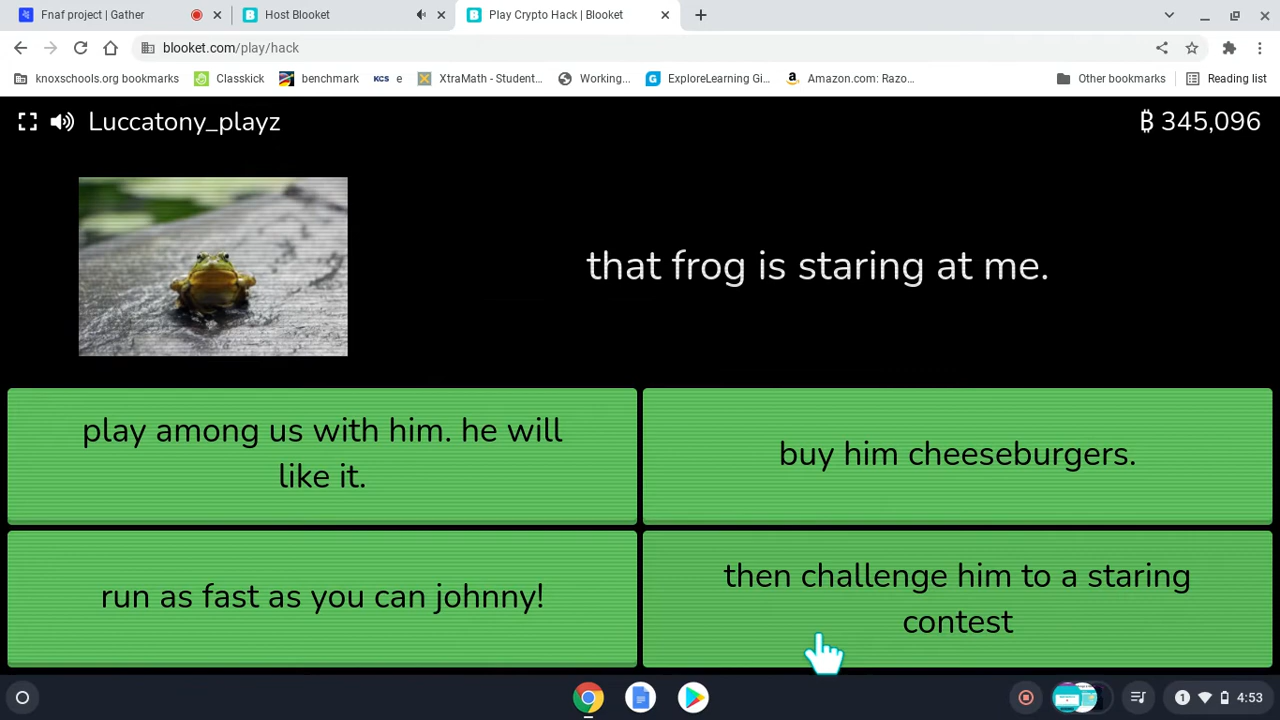 Fnaf project | Gather
Host Blooket
Play Crypto Hack | Blooket
blooket.com/play/hack
knoxschools.org bookmarks
Classkick
benchmark
KCS e
XtraMath - Student...
Working...
G ExploreLearning Gi...
a Amazon.com: Razo...
Other bookmarks
Reading list
Luccatony_playz
₿ 345,096
that frog is staring at me.
play among us with him. he will
like it.
buy him cheeseburgers.
run as fast as you can johnny!
then challenge him to a staring
contest
1
4:53